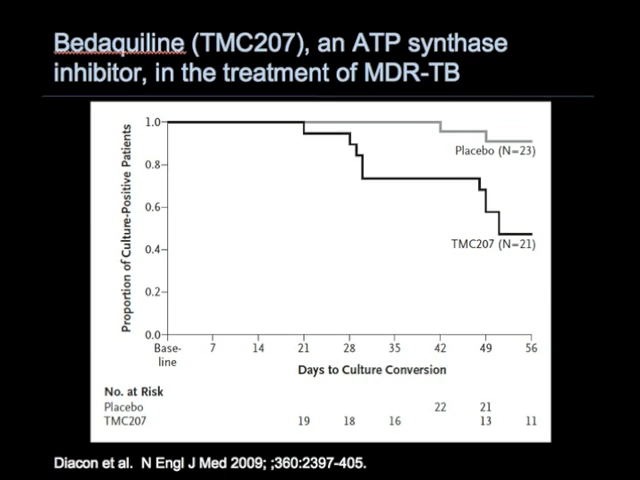 Bedaquiline (TMC207), an ATP synthase
inhibitor, in the treatment of MDR-TB
Proportion of Culture-Positive Patients
1.0
0.8
0.6
0.4
0.2
0.0
Placebo (N=23)
TMC207 (N=21)
Base-
line
7 14 21 28 35 42 49 56
Days to Culture Conversion
No. at Risk
Placebo 22 21
TMC207 19 18 16 13 11
Diacon et al. N Engl J Med 2009; ;360:2397-405.